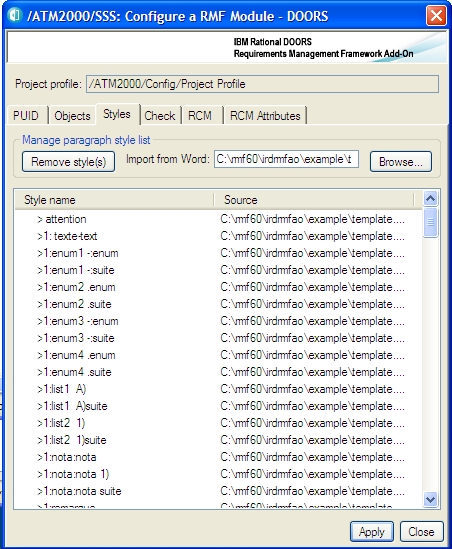 /ATM2000/SSS: Configure a RMF Module - DOORS
IBM Rational DOORS
Requirements Management Framework Add-On
Project profile: /ATM2000/Config/Project Profile
PUID Objects Styles Check RCM RCM Attributes
Manage paragraph style list
Remove style(s) Import from Word: C:\rmf60\irdmfao\example\t Browse...
Style name Source
> attention C:\rmf60\irdmfao\example\template....
>1: texte-text C:\rmf60\irdmfao\example\template....
>1:enum1 -:enum C:\rmf60\irdmfao\example\template....
>1:enum1 -:suite C:\rmf60\irdmfao\example\template....
>1:enum2 .enum C:\rmf60\irdmfao\example\template....
>1:enum2 .suite C:\rmf60\irdmfao\example\template....
>1:enum3 -:enum C:\rmf60\irdmfao\example\template....
>1:enum3 -:suite C:\rmf60\irdmfao\example\template....
>1:enum4 .enum C:\rmf60\irdmfao\example\template....
>1:enum4 .suite C:\rmf60\irdmfao\example\template....
>1:list1 A) C:\rmf60\irdmfao\example\template....
>1:list1 A)suite C:\rmf60\irdmfao\example\template....
>1:list2 1) C:\rmf60\irdmfao\example\template....
>1:list2 1)suite C:\rmf60\irdmfao\example\template....
>1:nota:nota C:\rmf60\irdmfao\example\template....
>1:nota:nota 1) C:\rmf60\irdmfao\example\template....
>1:nota:nota suite C:\rmf60\irdmfao\example\template....
>1:remarque C:\rmf60\irdmfao\example\template....
Apply Close